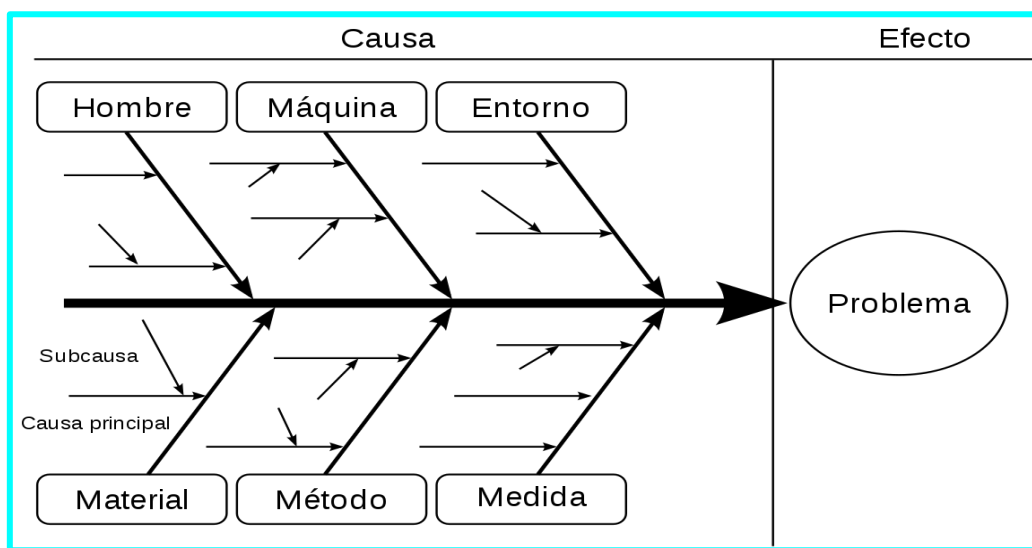 Causa
Efecto
Hombre
Máquina
Entorno
Problema
Subcausa
Causa principal
Material
Método
Medida